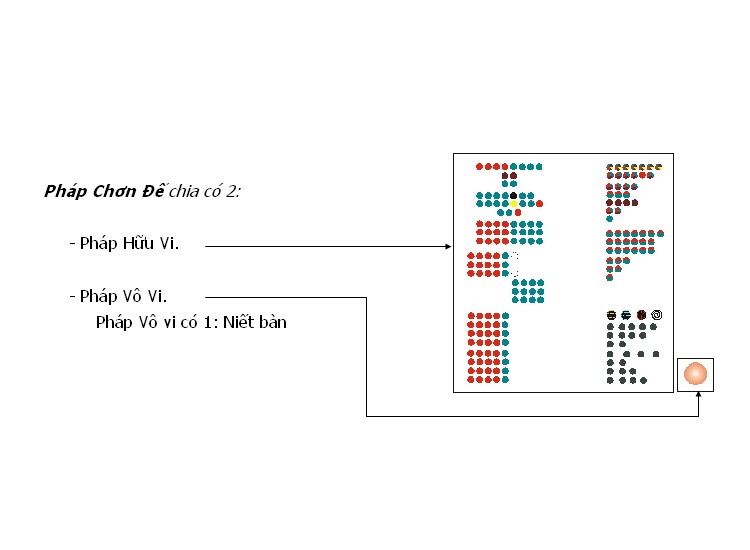 Pháp Chơn Đế chia có 2:
- Pháp Hữu Vi.
- Pháp Vô Vi.
Pháp Vô vi có 1: Niết bàn